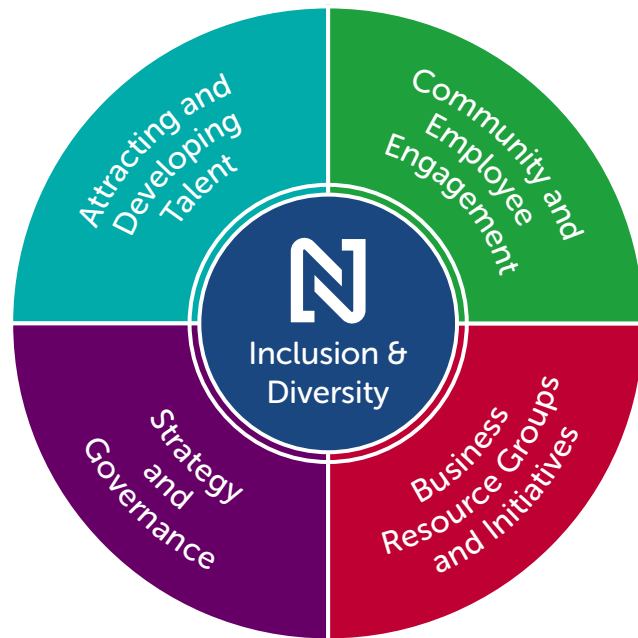 Attracting and
Developing
Talent
Community and
Employee
Engagement
N
Inclusion &
Diversity
Strategy
and
Governance
Business
Resource Groups
and Initiatives